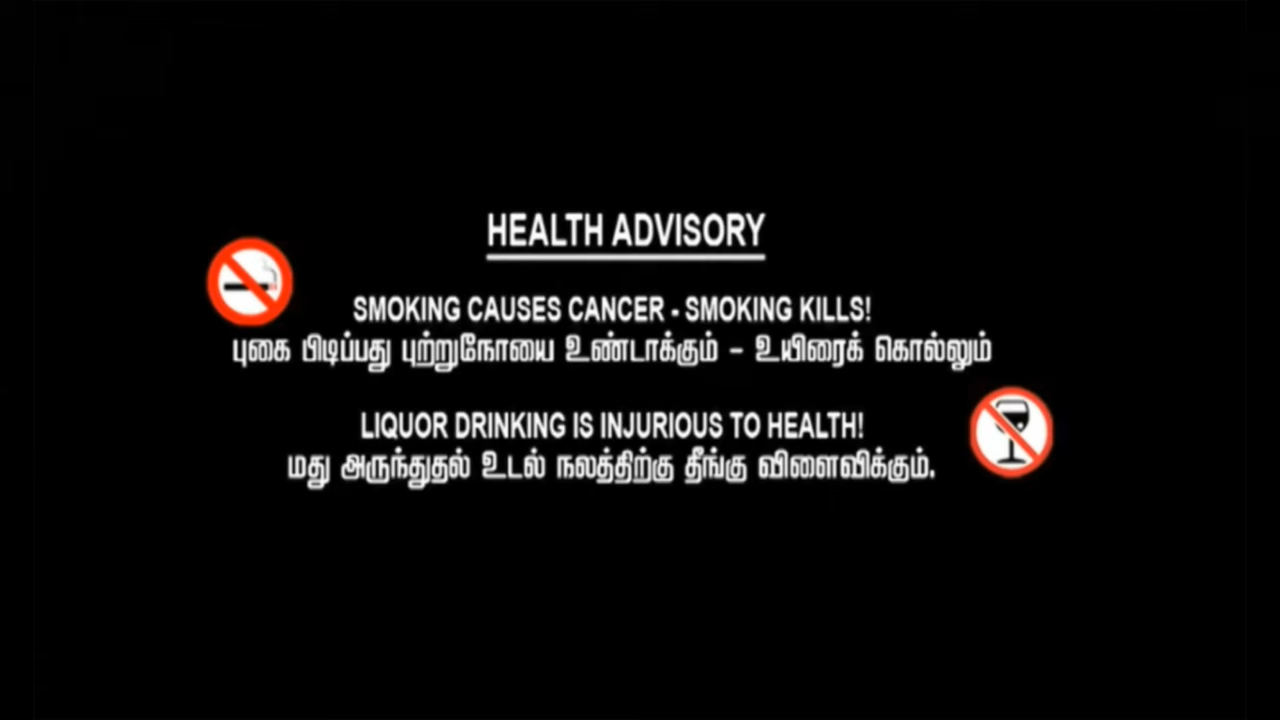 HEALTH ADVISORY
SMOKING CAUSES CANCER - SMOKING KILLS!
புகை பிடிப்பது புற்றுநோயை உண்டாக்கும் – உயிரைக் கொல்லும்
LIQUOR DRINKING IS INJURIOUS TO HEALTH!
மது அருந்துதல் உடல் நலத்திற்கு தீங்கு விளைவிக்கும்.